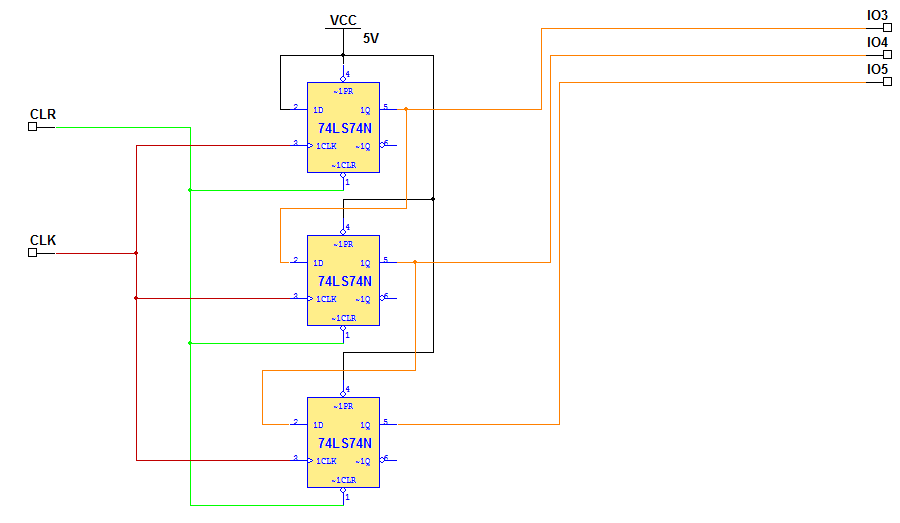 VCC
5V
IO3
IO4
IO5
CLR
CLK
4
~1PR
2
1D
1Q
5
74LS74N
3
1CLK
~1Q
6
~1CLR
1
4
~1PR
2
1D
1Q
5
74LS74N
3
1CLK
~1Q
6
~1CLR
1
4
~1PR
2
1D
1Q
5
74LS74N
3
1CLK
~1Q
6
~1CLR
1